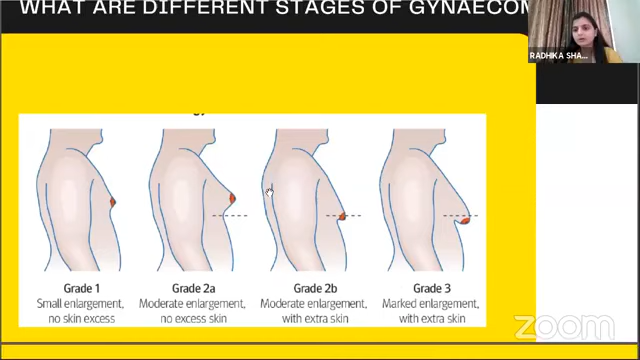 WHAT ARE DIFFERENT STAGES OF GYNAECOM
RADHIKA SHA...
Grade 1 Grade 2a Grade 2b Grade 3
Small enlargement, Moderate enlargement, Moderate enlargement, Marked enlargement,
no skin excess no excess skin with extra skin with extra skin
zoom